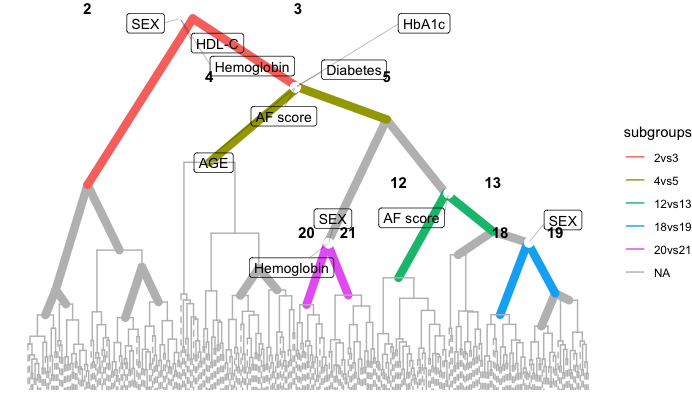 2
3
SEX
HbA1c
HDL-C
Hemoglobin
Diabetes
4
5
AF score
AGE
12
13
SEX
AF score
SEX
20
21
18
19
Hemoglobin
subgroups
2vs3
4vs5
12vs13
18vs19
20vs21
NA